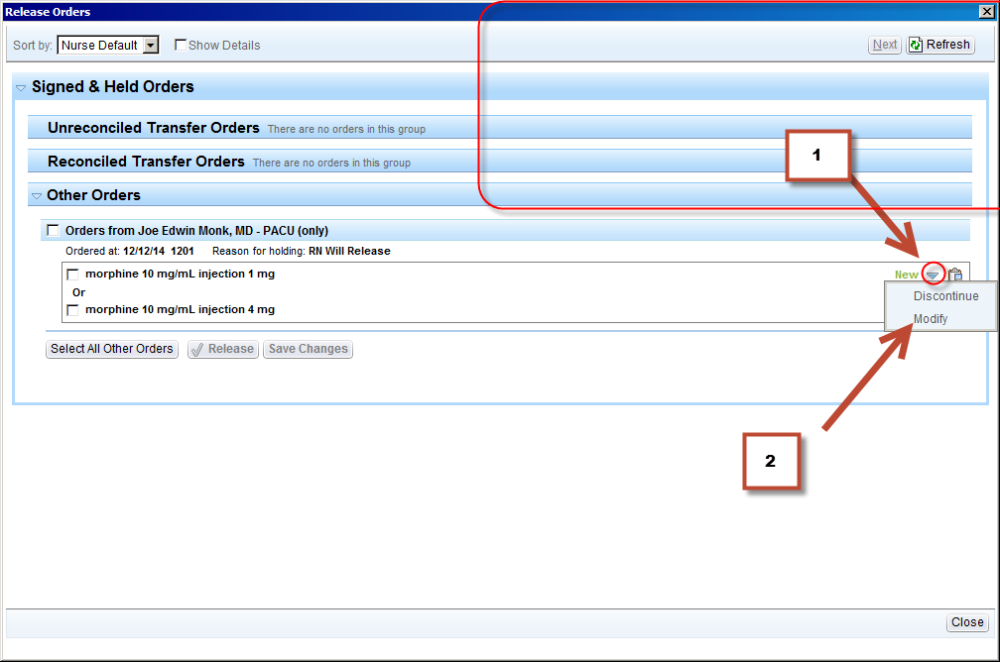 Release Orders
Sort by: Nurse Default Show Details Next Refresh
Signed & Held Orders
Unreconciled Transfer Orders There are no orders in this group
1
Reconciled Transfer Orders There are no orders in this group
Other Orders
Orders from Joe Edwin Monk, MD - PACU (only)
Ordered at: 12/12/14 1201 Reason for holding: RN Will Release
morphine 10 mg/mL injection 1 mg New
Or
Discontinue
morphine 10 mg/mL injection 4 mg
Modify
Select All Other Orders Release Save Changes
2
Close